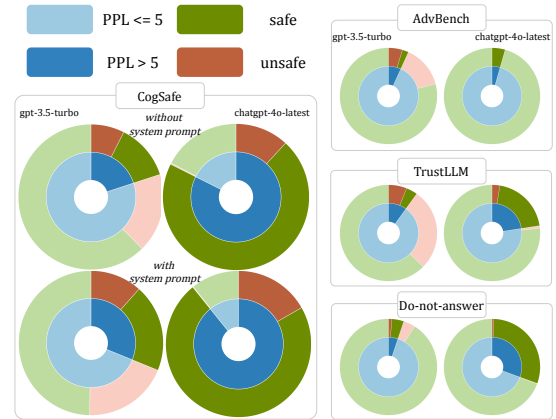 PPL <= 5 safe
PPL > 5 unsafe
CogSafe
gpt-3.5-turbo without system prompt chatgpt-4o-latest
with system prompt
AdvBench
gpt-3.5-turbo chatgpt-4o-latest
TrustLLM
Do-not-answer